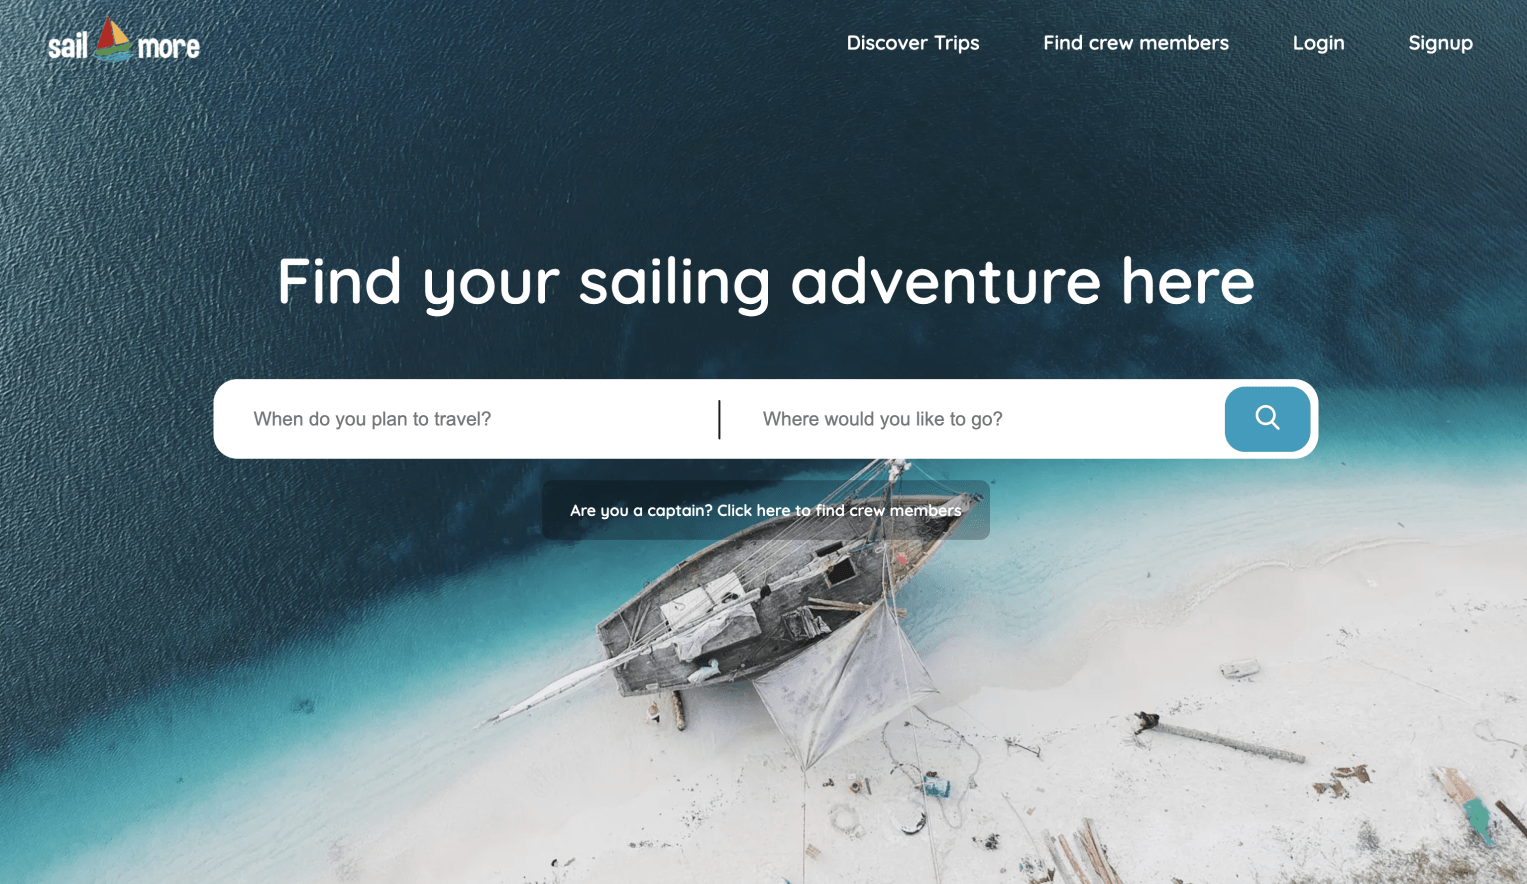 sail more
Discover Trips
Find crew members
Login
Signup
Find your sailing adventure here
When do you plan to travel?
Where would you like to go?
Are you a captain? Click here to find crew members